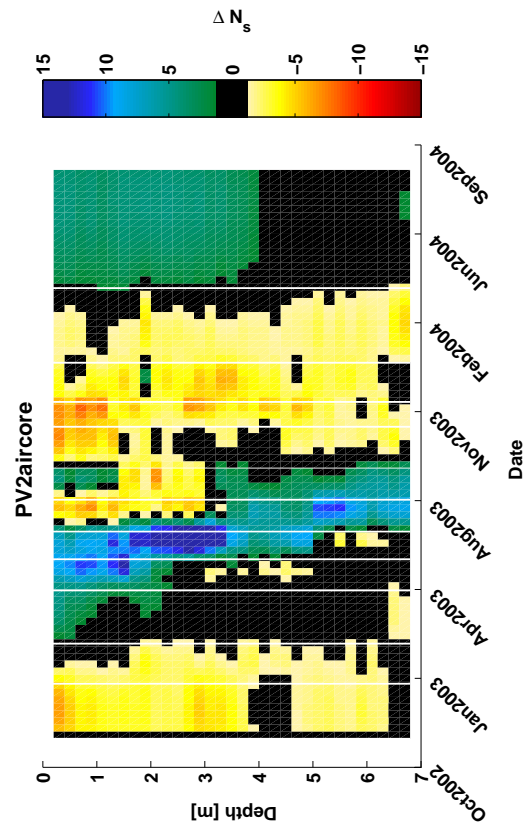 PV2aircore
Depth [m]
0
1
2
3
4
5
6
7
Oct2002
Jan2003
Apr2003
Aug2003
Nov2003
Feb2004
Jun2004
Sep2004
Date
Δ Ns
15
10
5
0
−5
−10
−15